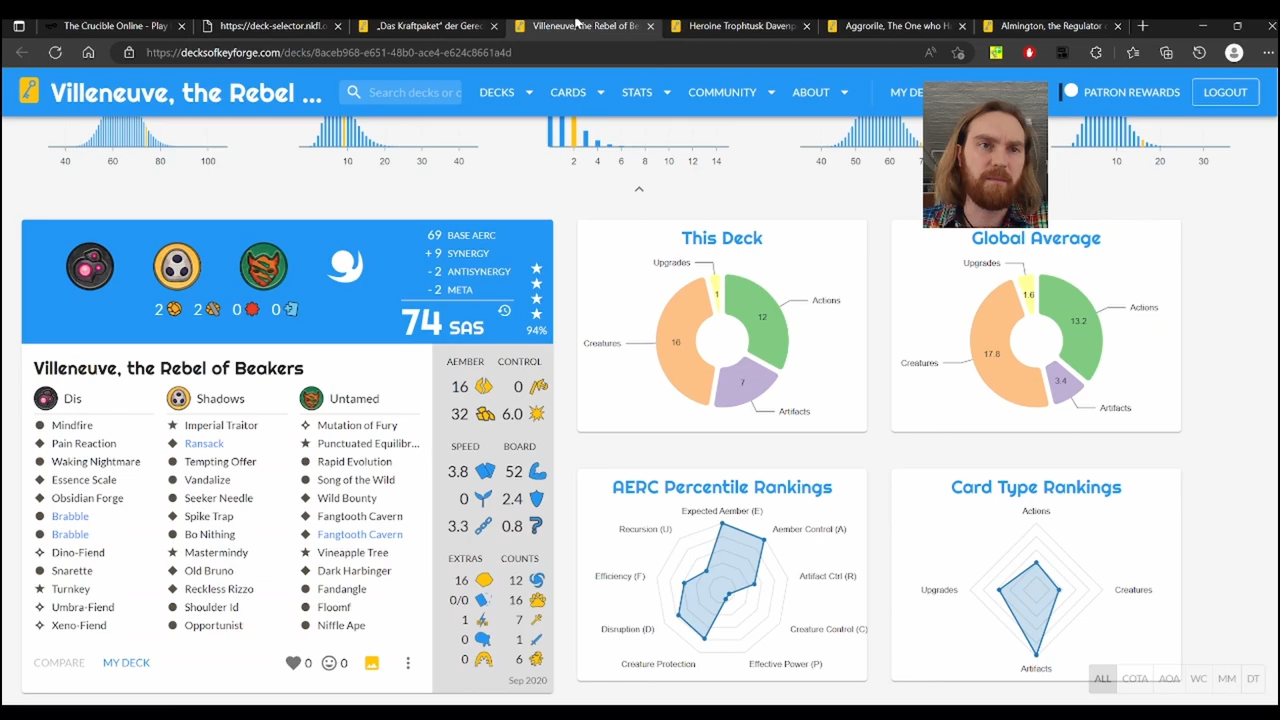 The Crucible Online - Play
https://deck-selector.nkfl.o
„Das Kraftpaket“ der Gerec
Villeneuve, the Rebel of Be
Heroine Trophtusk Davenp
Aggrorile, The One who Ha
Almington, the Regulator
https://decksofkeyforge.com/decks/8aceb968-e651-48b0-ace4-e624c8661a4d
Villeneuve, the Rebel ...
Search decks or c
DECKS
CARDS
STATS
COMMUNITY
ABOUT
MY DE
PATRON REWARDS
LOGOUT
40 60 80 100
10 20 30 40
2 4 6 8 10 12 14
40 50 60
10 20 30
69 BASE AERC
+ 9 SYNERGY
- 2 ANTISYNERGY
- 2 META
74 SAS
94%
2 2 0 0
Villeneuve, the Rebel of Beakers
Dis
Mindfire
Pain Reaction
Waking Nightmare
Essence Scale
Obsidian Forge
Brabble
Brabble
Dino-Fiend
Snarette
Turnkey
Umbra-Fiend
Xeno-Fiend
Shadows
Imperial Traitor
Ransack
Tempting Offer
Vandalize
Seeker Needle
Spike Trap
Bo Nithing
Mastermindy
Old Bruno
Reckless Rizzo
Shoulder Id
Opportunist
Untamed
Mutation of Fury
Punctuated Equilibr...
Rapid Evolution
Song of the Wild
Wild Bounty
Fangtooth Cavern
Fangtooth Cavern
Vineapple Tree
Dark Harbinger
Fandangle
Floomf
Niffle Ape
COMPARE
MY DECK
0
0
AEMBER CONTROL
16 0
32 6.0
SPEED BOARD
3.8 52
0 2.4
3.3 0.8
EXTRAS COUNTS
16 12
0/0 16
1 7
0 1
0 6
Sep 2020
This Deck
Upgrades
1
Actions
12
Creatures
16
7
Artifacts
Global Average
Upgrades
1.6
Actions
13.2
Creatures
17.8
3.4
Artifacts
AERC Percentile Rankings
Expected Aember (E)
Recursion (U)
Aember Control (A)
Efficiency (F)
Artifact Ctrl (R)
Disruption (D)
Creature Control (C)
Creature Protection
Effective Power (P)
Card Type Rankings
Actions
Upgrades
Creatures
Artifacts
ALL
COTA
AOA
WC
MM
DT